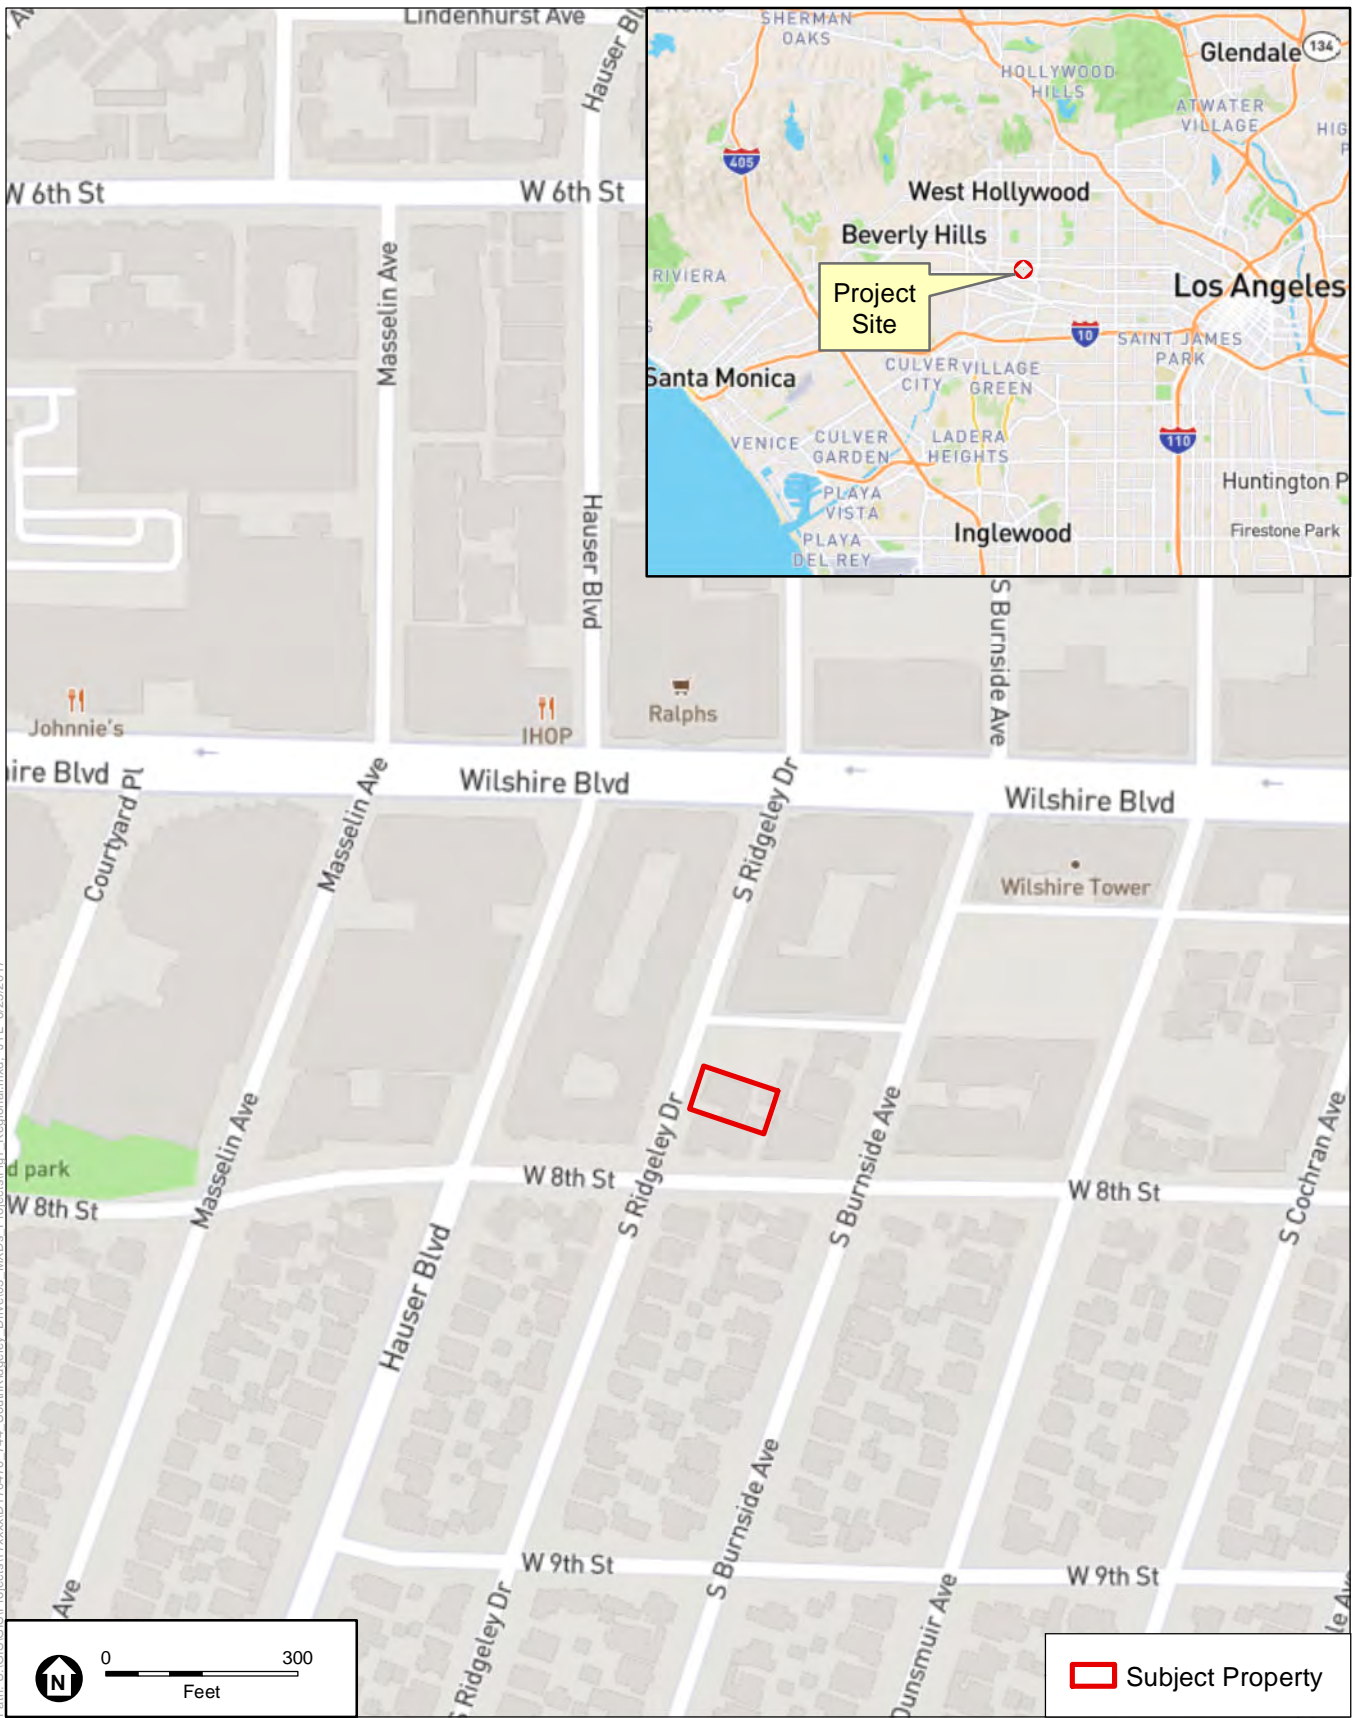 Lindenhurst Ave
Hauser Bl
W 6th St
W 6th St
Masselin Ave
Hauser Blvd
SHERMAN
OAKS
Glendale
134
HOLLYWOOD
HILLS
ATWATER
VILLAGE
HIG
P
405
West Hollywood
Beverly Hills
RIVIERA
Project
Site
Los Angeles
10
SAINT JAMES
PARK
CULVER
CITY
VILLAGE
GREEN
Santa Monica
VENICE
CULVER
GARDEN
LADERA
HEIGHTS
110
Huntington P
PLAYA
VISTA
Inglewood
Firestone Park
PLAYA
DEL REY
S Burnside Ave
Johnnie's
IHOP
Ralphs
ire Blvd
Wilshire Blvd
Wilshire Blvd
Courtyard Pl
Masselin Ave
S Ridgeley Dr
Wilshire Tower
Masselin Ave
S Ridgeley Dr
S Burnside Ave
S Cochran Ave
d park
W 8th St
W 8th St
W 8th St
Hauser Blvd
S Burnside Ave
W 9th St
W 9th St
Ave
S Ridgeley Dr
Dunsmuir Ave
le Av
N
0 300
Feet
Subject Property